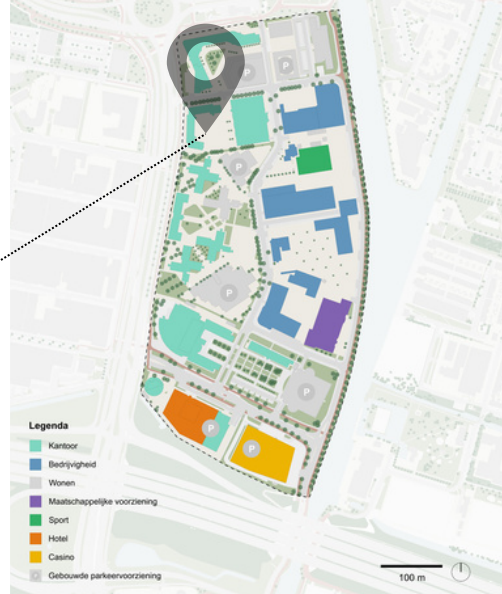 P
P
P
P
P
P
P
Legenda
Kantoor
Bedrijvigheid
Wonen
Maatschappelijke voorziening
Sport
Hotel
Casino
P Gebouwde parkeervoorziening
100 m